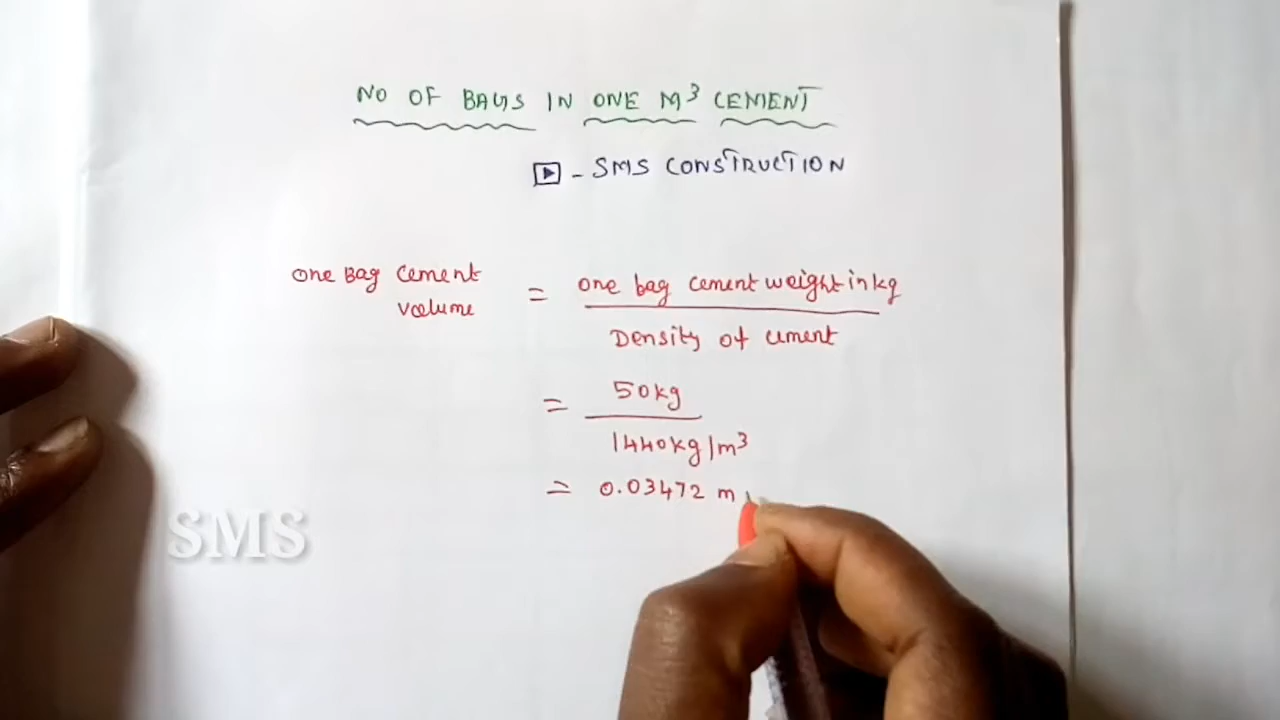 NO OF BAGS IN ONE M³ CEMENT
- SMS CONSTRUCTION
One Bag Cement volume = one bag cement weight in kg
Density of cement
= 50kg
1440kg/m³
= 0.03472 m
SMS